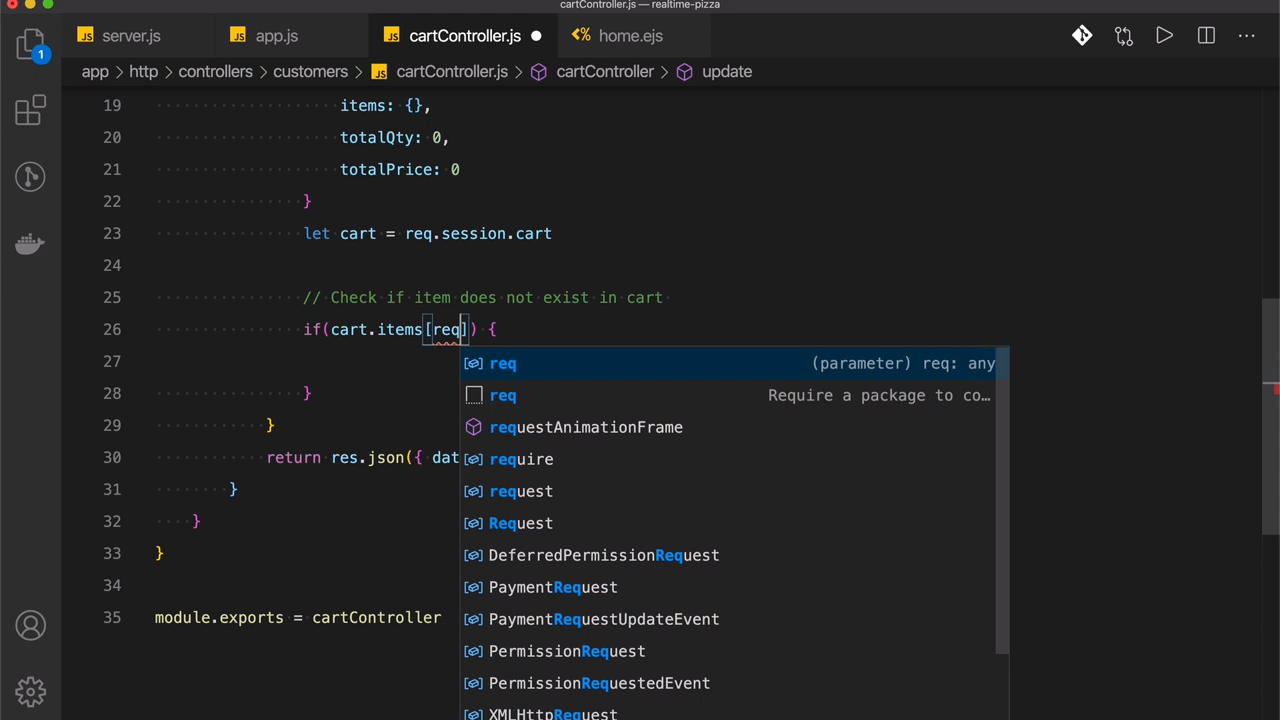 cartController.js — realtime-pizza
JS server.js JS app.js JS cartController.js <% home.ejs
app > http > controllers > customers > JS cartController.js > cartController > update
1
19 items: {},
20 totalQty: 0,
21 totalPrice: 0
22 }
23 let cart = req.session.cart
24
25 // Check if item does not exist in cart
26 if(cart.items[req]) {
27
28 }
29 }
30 return res.json({ dat
31 }
32 }
33 }
34
35 module.exports = cartController
req (parameter) req: any
req Require a package to co…
requestAnimationFrame
require
request
Request
DeferredPermissionRequest
PaymentRequest
PaymentRequestUpdateEvent
PermissionRequest
PermissionRequestedEvent
XMLHttpRequest